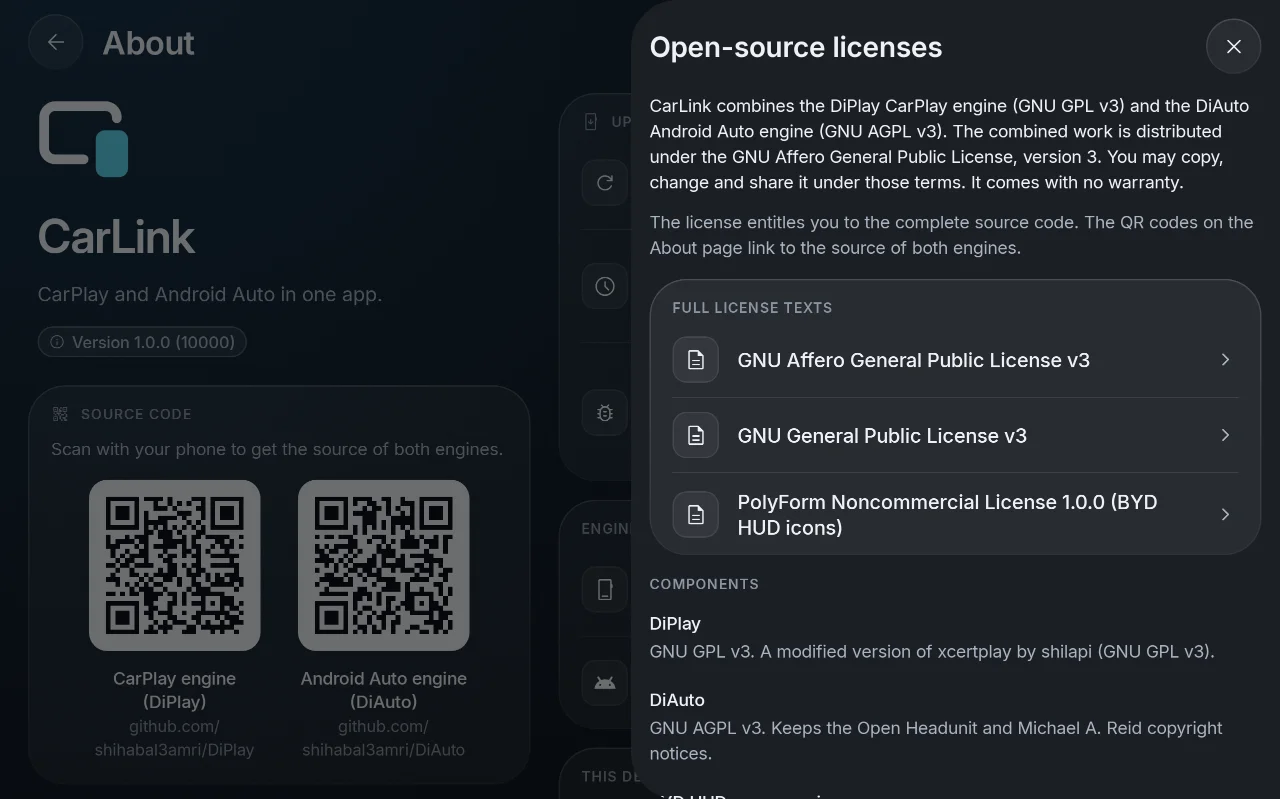 About
CarLink
CarPlay and Android Auto in one app.
Version 1.0.0 (10000)
SOURCE CODE
Scan with your phone to get the source of both engines.
CarPlay engine
(DiPlay)
github.com/
shihabal3amri/DiPlay
Android Auto engine
(DiAuto)
github.com/
shihabal3amri/DiAuto
UP
ENGIN
THIS DE
Open-source licenses
CarLink combines the DiPlay CarPlay engine (GNU GPL v3) and the DiAuto
Android Auto engine (GNU AGPL v3). The combined work is distributed
under the GNU Affero General Public License, version 3. You may copy,
change and share it under those terms. It comes with no warranty.
The license entitles you to the complete source code. The QR codes on the
About page link to the source of both engines.
FULL LICENSE TEXTS
GNU Affero General Public License v3
GNU General Public License v3
PolyForm Noncommercial License 1.0.0 (BYD
HUD icons)
COMPONENTS
DiPlay
GNU GPL v3. A modified version of xcertplay by shilapi (GNU GPL v3).
DiAuto
GNU AGPL v3. Keeps the Open Headunit and Michael A. Reid copyright
notices.